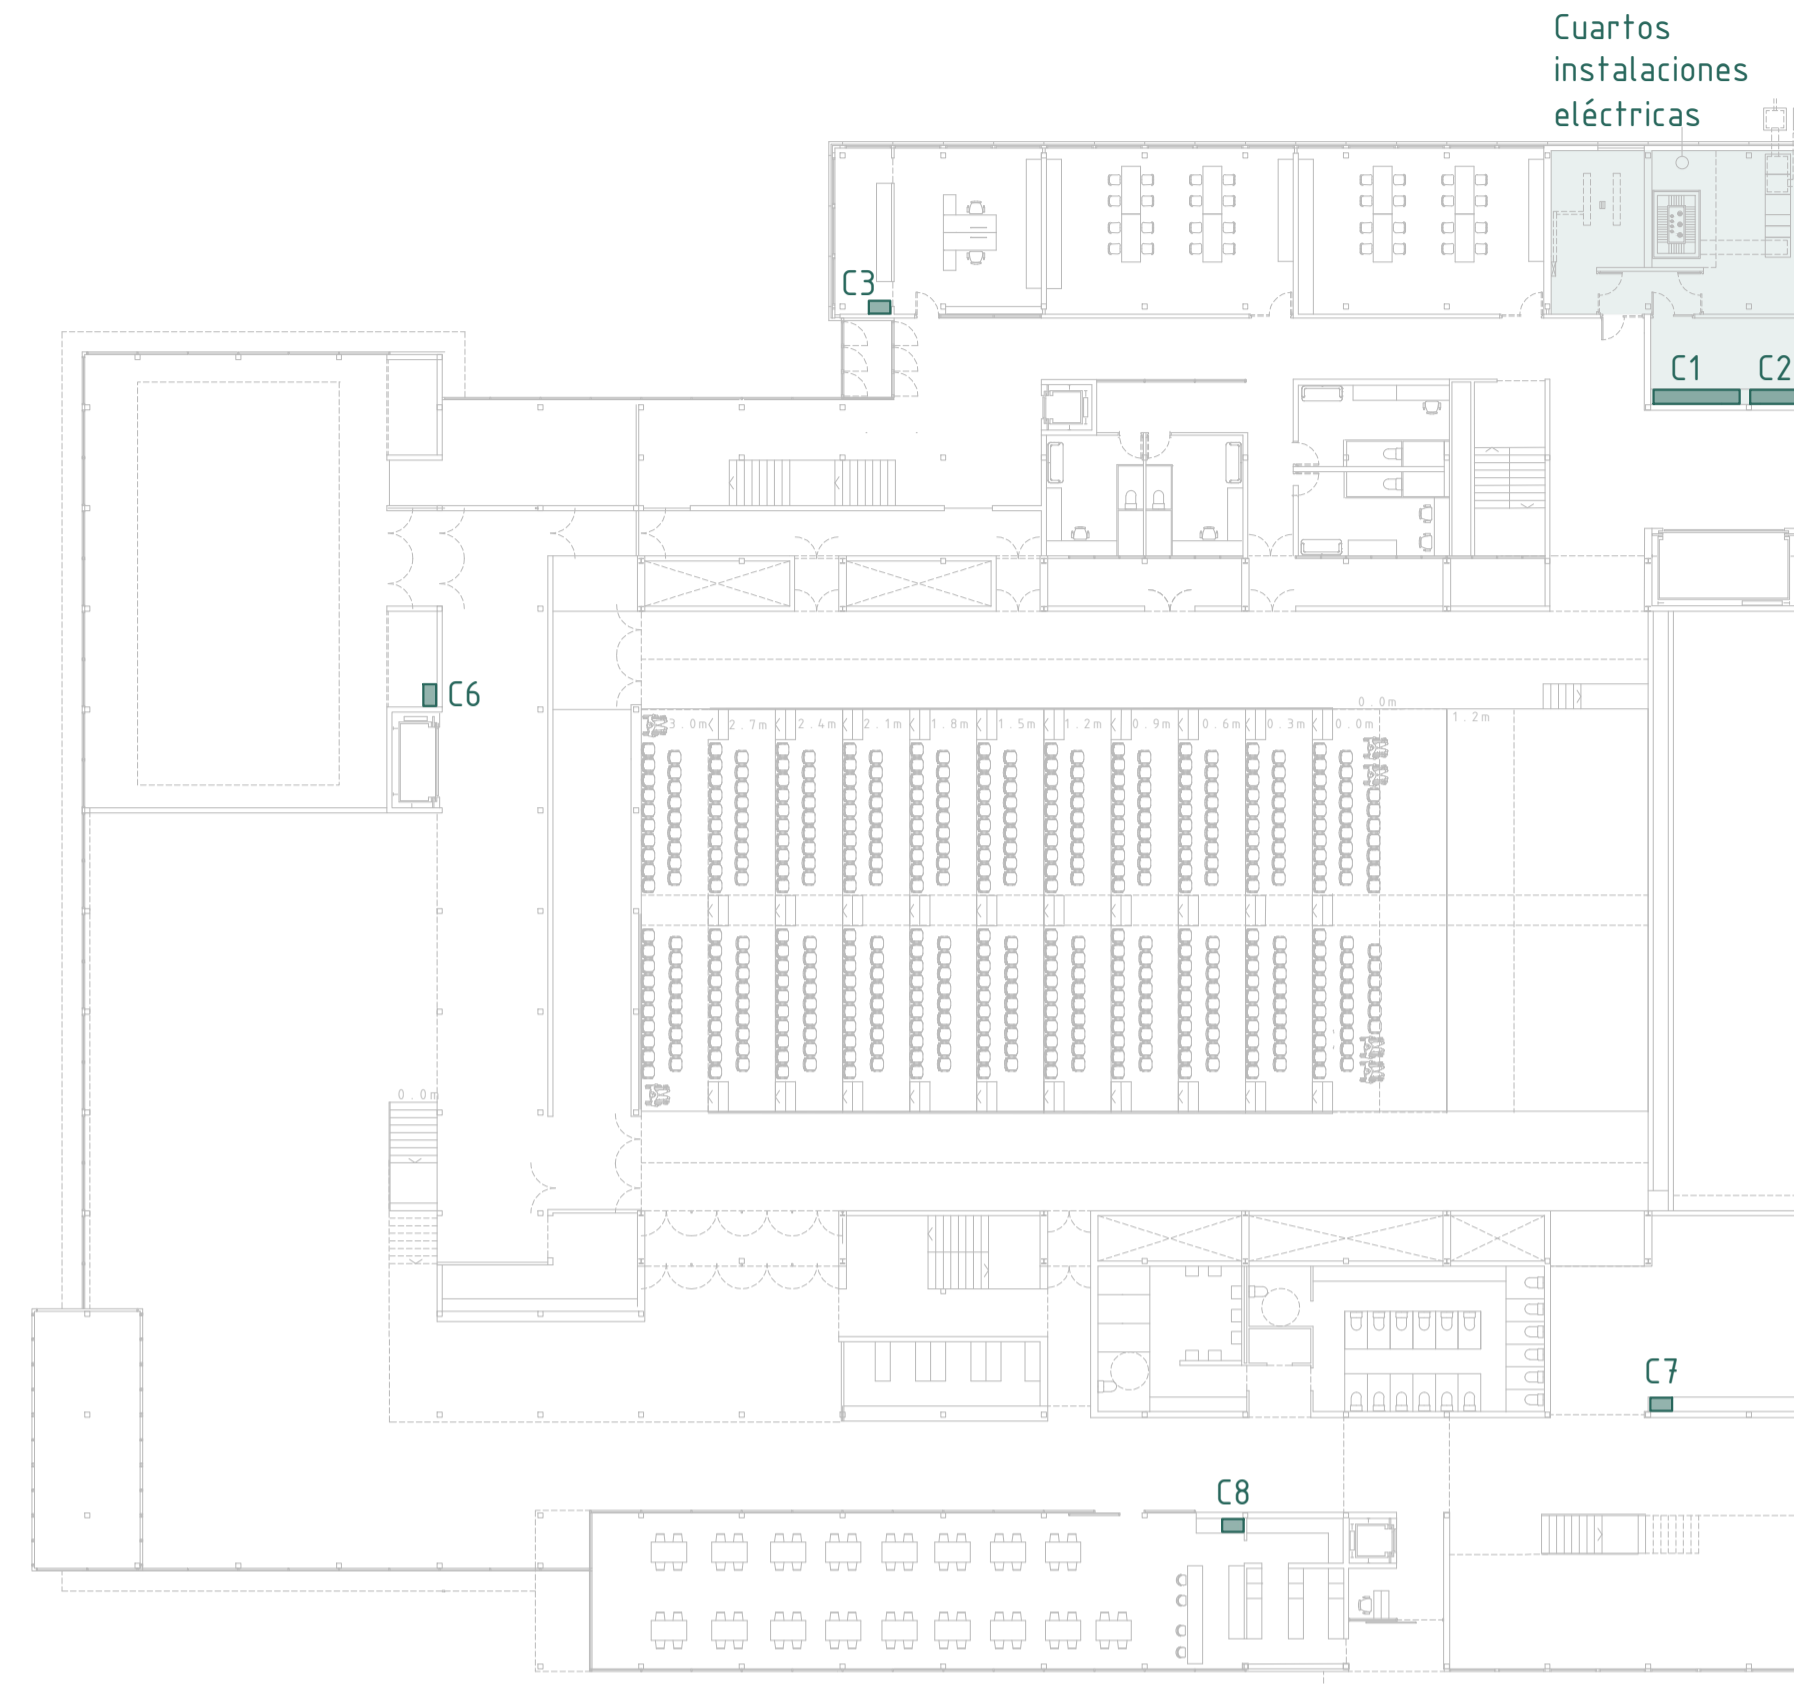 Cuartos
instalaciones
eléctricas
C3
C1
C2
C6
0.0m
3.0m 2.7m 2.4m 2.1m 1.8m 1.5m 1.2m 0.9m 0.6m 0.3m 0.0m 1.2m
0.0m
C7
C8